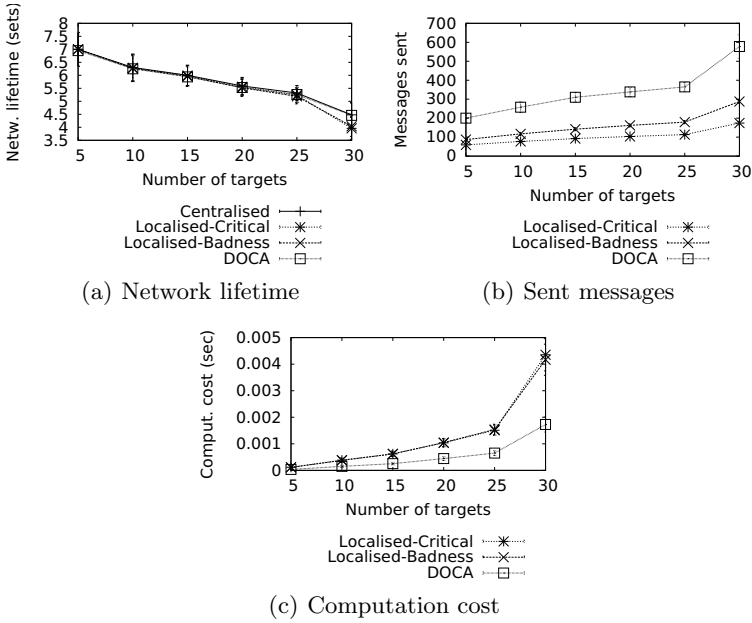 8
7.5
7
6.5
6
5.5
5
4.5
4
3.5
5 10 15 20 25 30
Netw. lifetime (sets)
Number of targets
Centralised
Localised-Critical
Localised-Badness
DOCA
(a) Network lifetime
700
600
500
400
300
200
100
0
5 10 15 20 25 30
Messages sent
Number of targets
Localised-Critical
Localised-Badness
DOCA
(b) Sent messages
0.005
0.004
0.003
0.002
0.001
0
5 10 15 20 25 30
Comput. cost (sec)
Number of targets
Localised-Critical
Localised-Badness
DOCA
(c) Computation cost